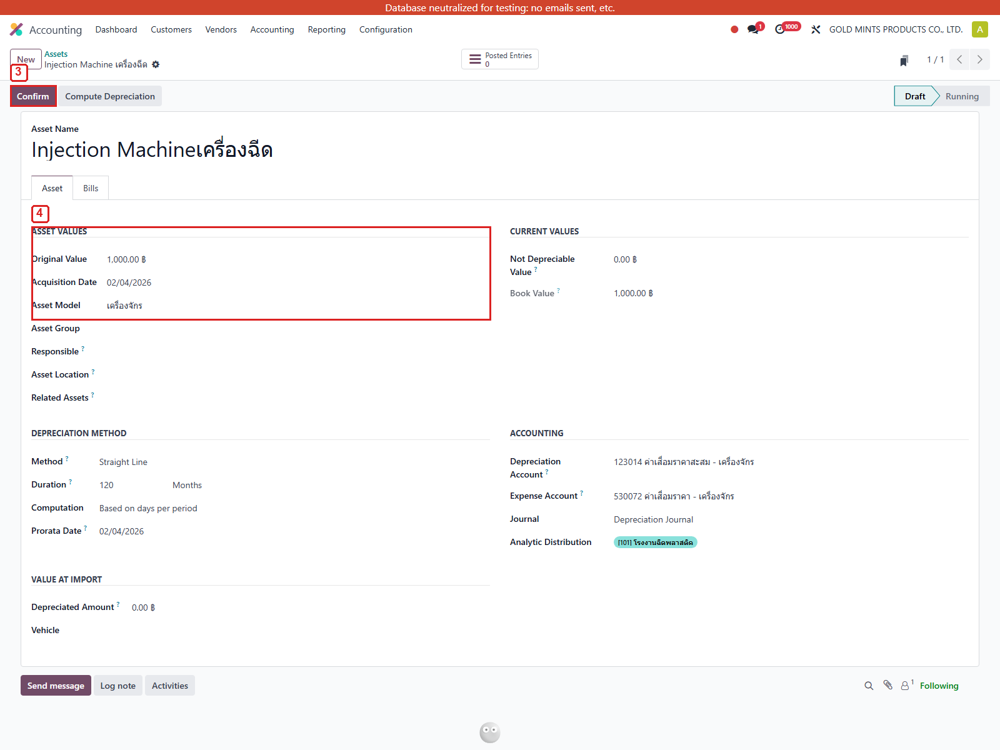 Database neutralized for testing: no emails sent, etc.
Accounting Dashboard Customers Vendors Accounting Reporting Configuration 1 1000 GOLD MINTS PRODUCTS CO., LTD. A
New Assets
Injection Machine เครื่องฉีด
Posted Entries
0
1 / 1
3
Confirm Compute Depreciation Draft Running
Asset Name
Injection Machineเครื่องฉีด
Asset Bills
4
ASSET VALUES
Original Value 1,000.00 ฿
Acquisition Date 02/04/2026
Asset Model เครื่องจักร
Asset Group
Responsible ?
Asset Location ?
Related Assets ?
CURRENT VALUES
Not Depreciable
Value ? 0.00 ฿
Book Value ? 1,000.00 ฿
DEPRECIATION METHOD
Method ? Straight Line
Duration ? 120 Months
Computation Based on days per period
Prorata Date ? 02/04/2026
ACCOUNTING
Depreciation
Account ? 123014 ค่าเสื่อมราคาสะสม - เครื่องจักร
Expense Account ? 530072 ค่าเสื่อมราคา - เครื่องจักร
Journal Depreciation Journal
Analytic Distribution [101] โรงงานฉีดพลาสติค
VALUE AT IMPORT
Depreciated Amount ? 0.00 ฿
Vehicle
Send message Log note Activities 1 Following